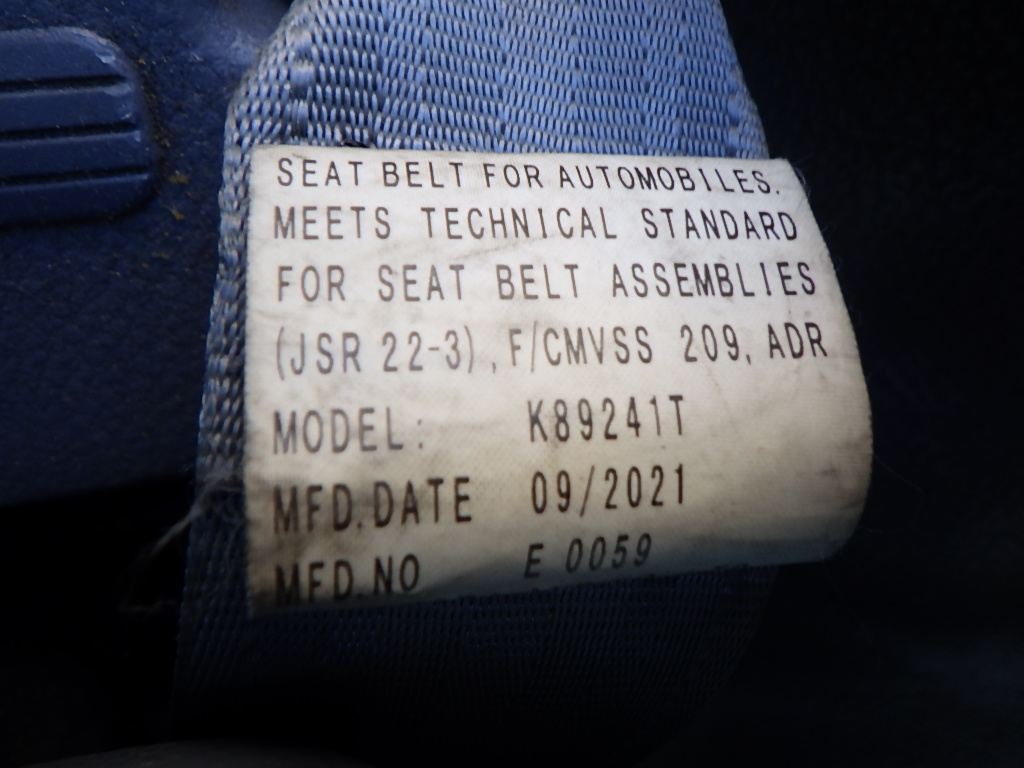 SEAT BELT FOR AUTOMOBILES.
MEETS TECHNICAL STANDARD
FOR SEAT BELT ASSEMBLIES
(JSR 22-3), F/CMVSS 209, ADR
MODEL: K89241T
MFD.DATE 09/2021
MFD.NO E 0059